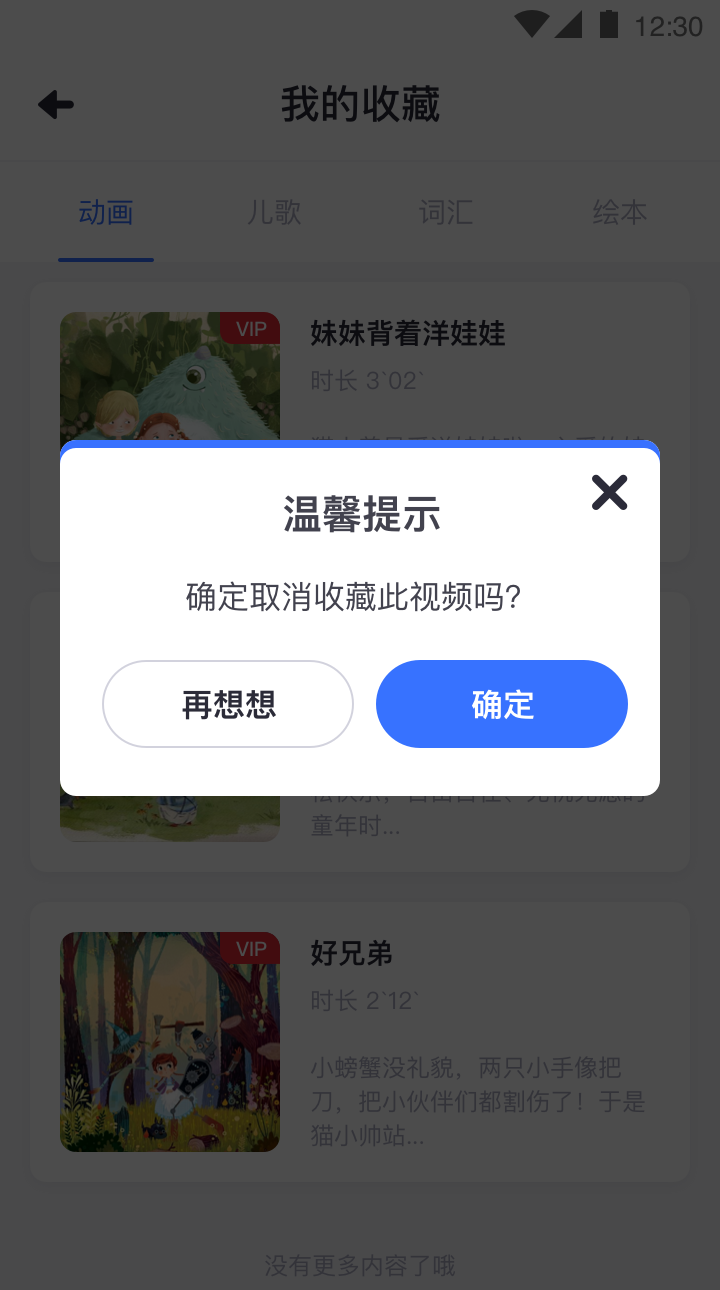 12:30
我的收藏
动画
儿歌
词汇
绘本
VIP
妹妹背着洋娃娃
时长 3`02`
温馨提示
确定取消收藏此视频吗?
再想想
确定
童年时...
VIP
好兄弟
时长 2`12`
小螃蟹没礼貌，两只小手像把
刀，把小伙伴们都割伤了！于是
猫小帅站...
没有更多内容了哦